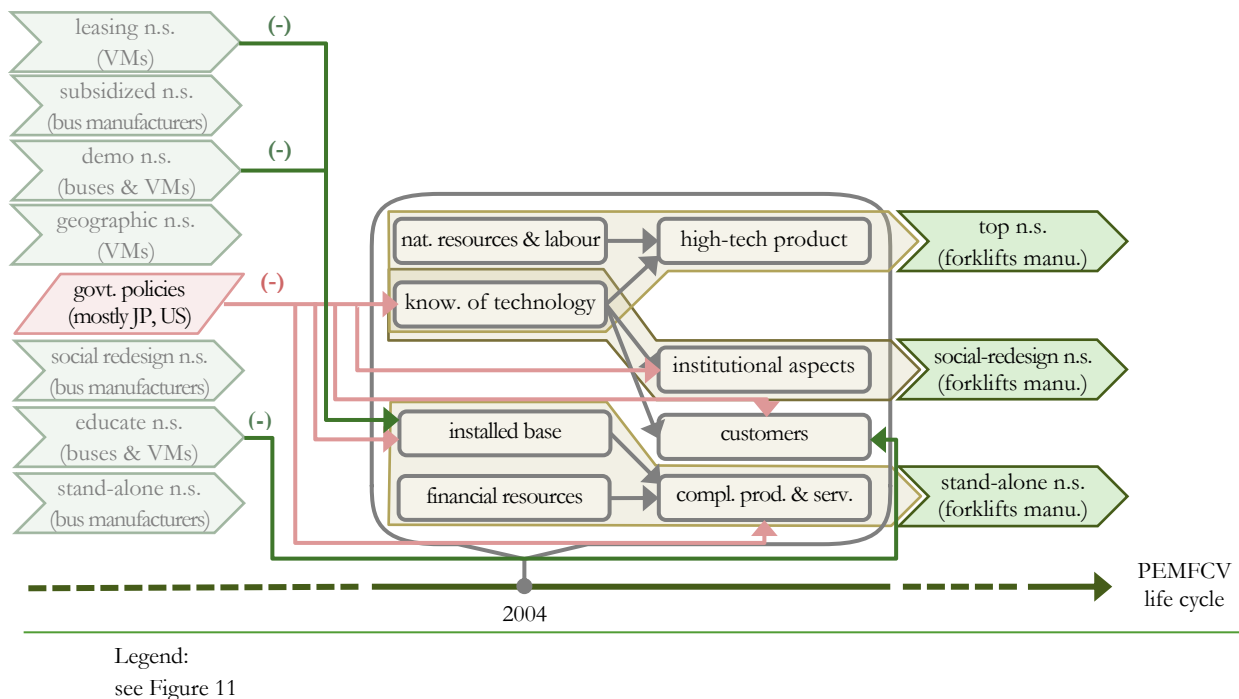 leasing n.s.
(VMs)
(-)
subsidized n.s.
(bus manufacturers)
demo n.s.
(buses & VMs)
(-)
geographic n.s.
(VMs)
govt. policies
(mostly JP, US)
(-)
social redesign n.s.
(bus manufacturers)
educate n.s.
(buses & VMs)
(-)
stand-alone n.s.
(bus manufacturers)
nat. resources & labour
high-tech product
know. of technology
institutional aspects
installed base
customers
financial resources
compl. prod. & serv.
top n.s.
(forklifts manu.)
social-redesign n.s.
(forklifts manu.)
stand-alone n.s.
(forklifts manu.)
2004
PEMFCV
life cycle
Legend:
see Figure 11